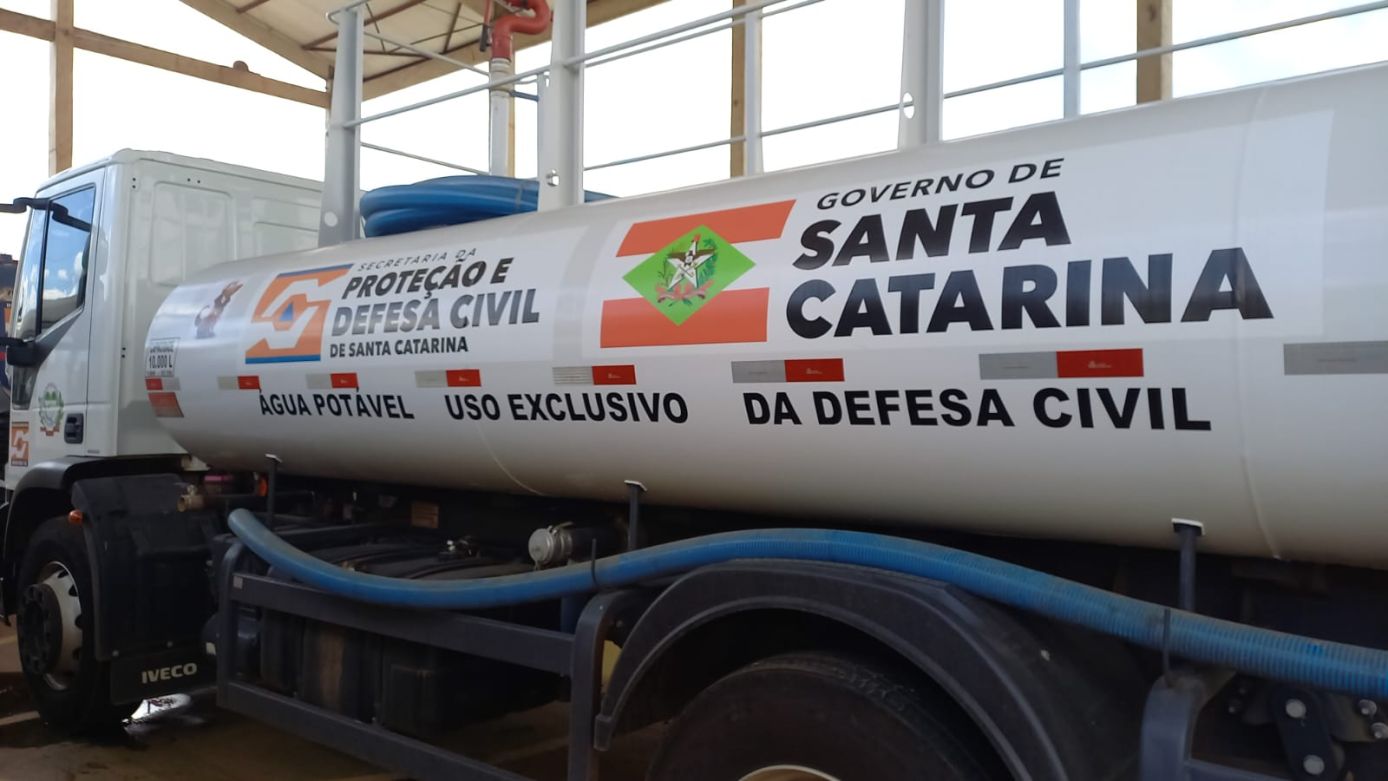 SECRETARIA DA
PROTEÇÃO E
DEFESA CIVIL
DE SANTA CATARINA
GOVERNO DE
SANTA
CATARINA
10.000 L
ÁGUA POTÁVEL USO EXCLUSIVO DA DEFESA CIVIL
IVECO